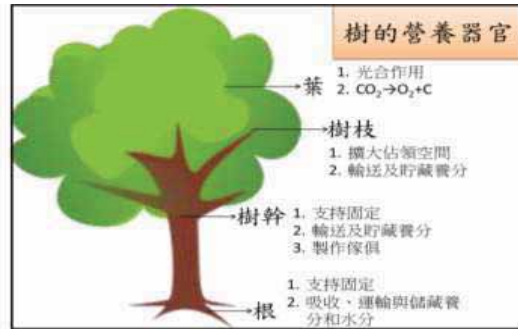 樹的營養器官
葉
1. 光合作用
2. CO₂→O₂+C
樹枝
1. 擴大佔領空間
2. 輸送及貯藏養分
樹幹
1. 支持固定
2. 輸送及貯藏養分
3. 製作傢俱
根
1. 支持固定
2. 吸收、運輸與儲藏養
分和水分